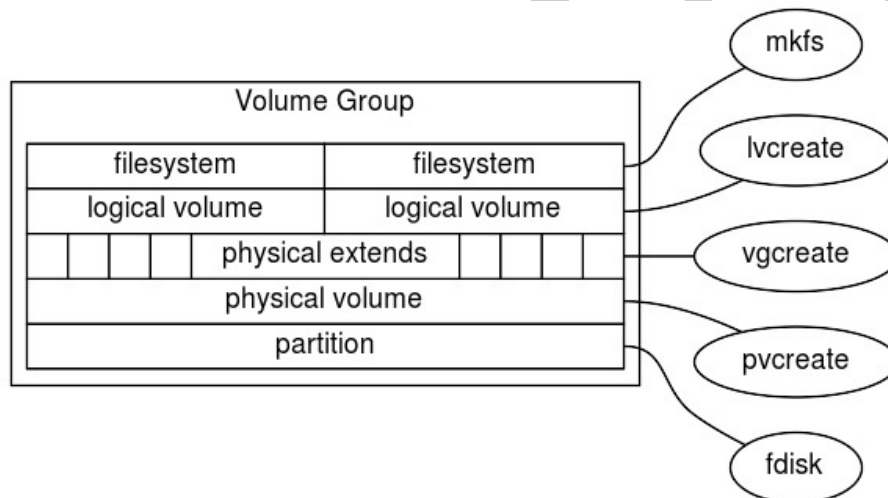 mkfs
Volume Group
lvcreate
filesystem filesystem
logical volume logical volume
physical extends vgcreate
physical volume
partition pvcreate
fdisk